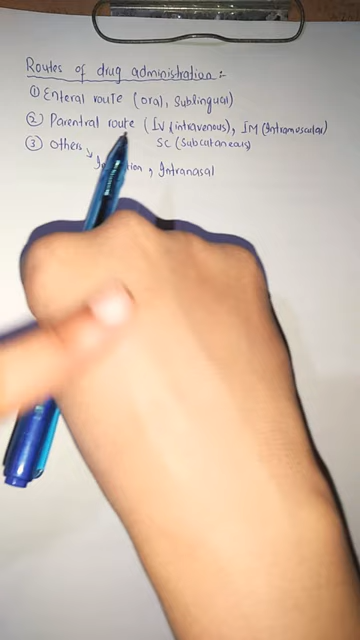 Routes of drug administration :-
① Enteral route (oral, Sublingual)
② Parentral route (IV (intravenous), IM (Intramuscular)
SC (Subcutaneous)
③ Others
, Intranasal